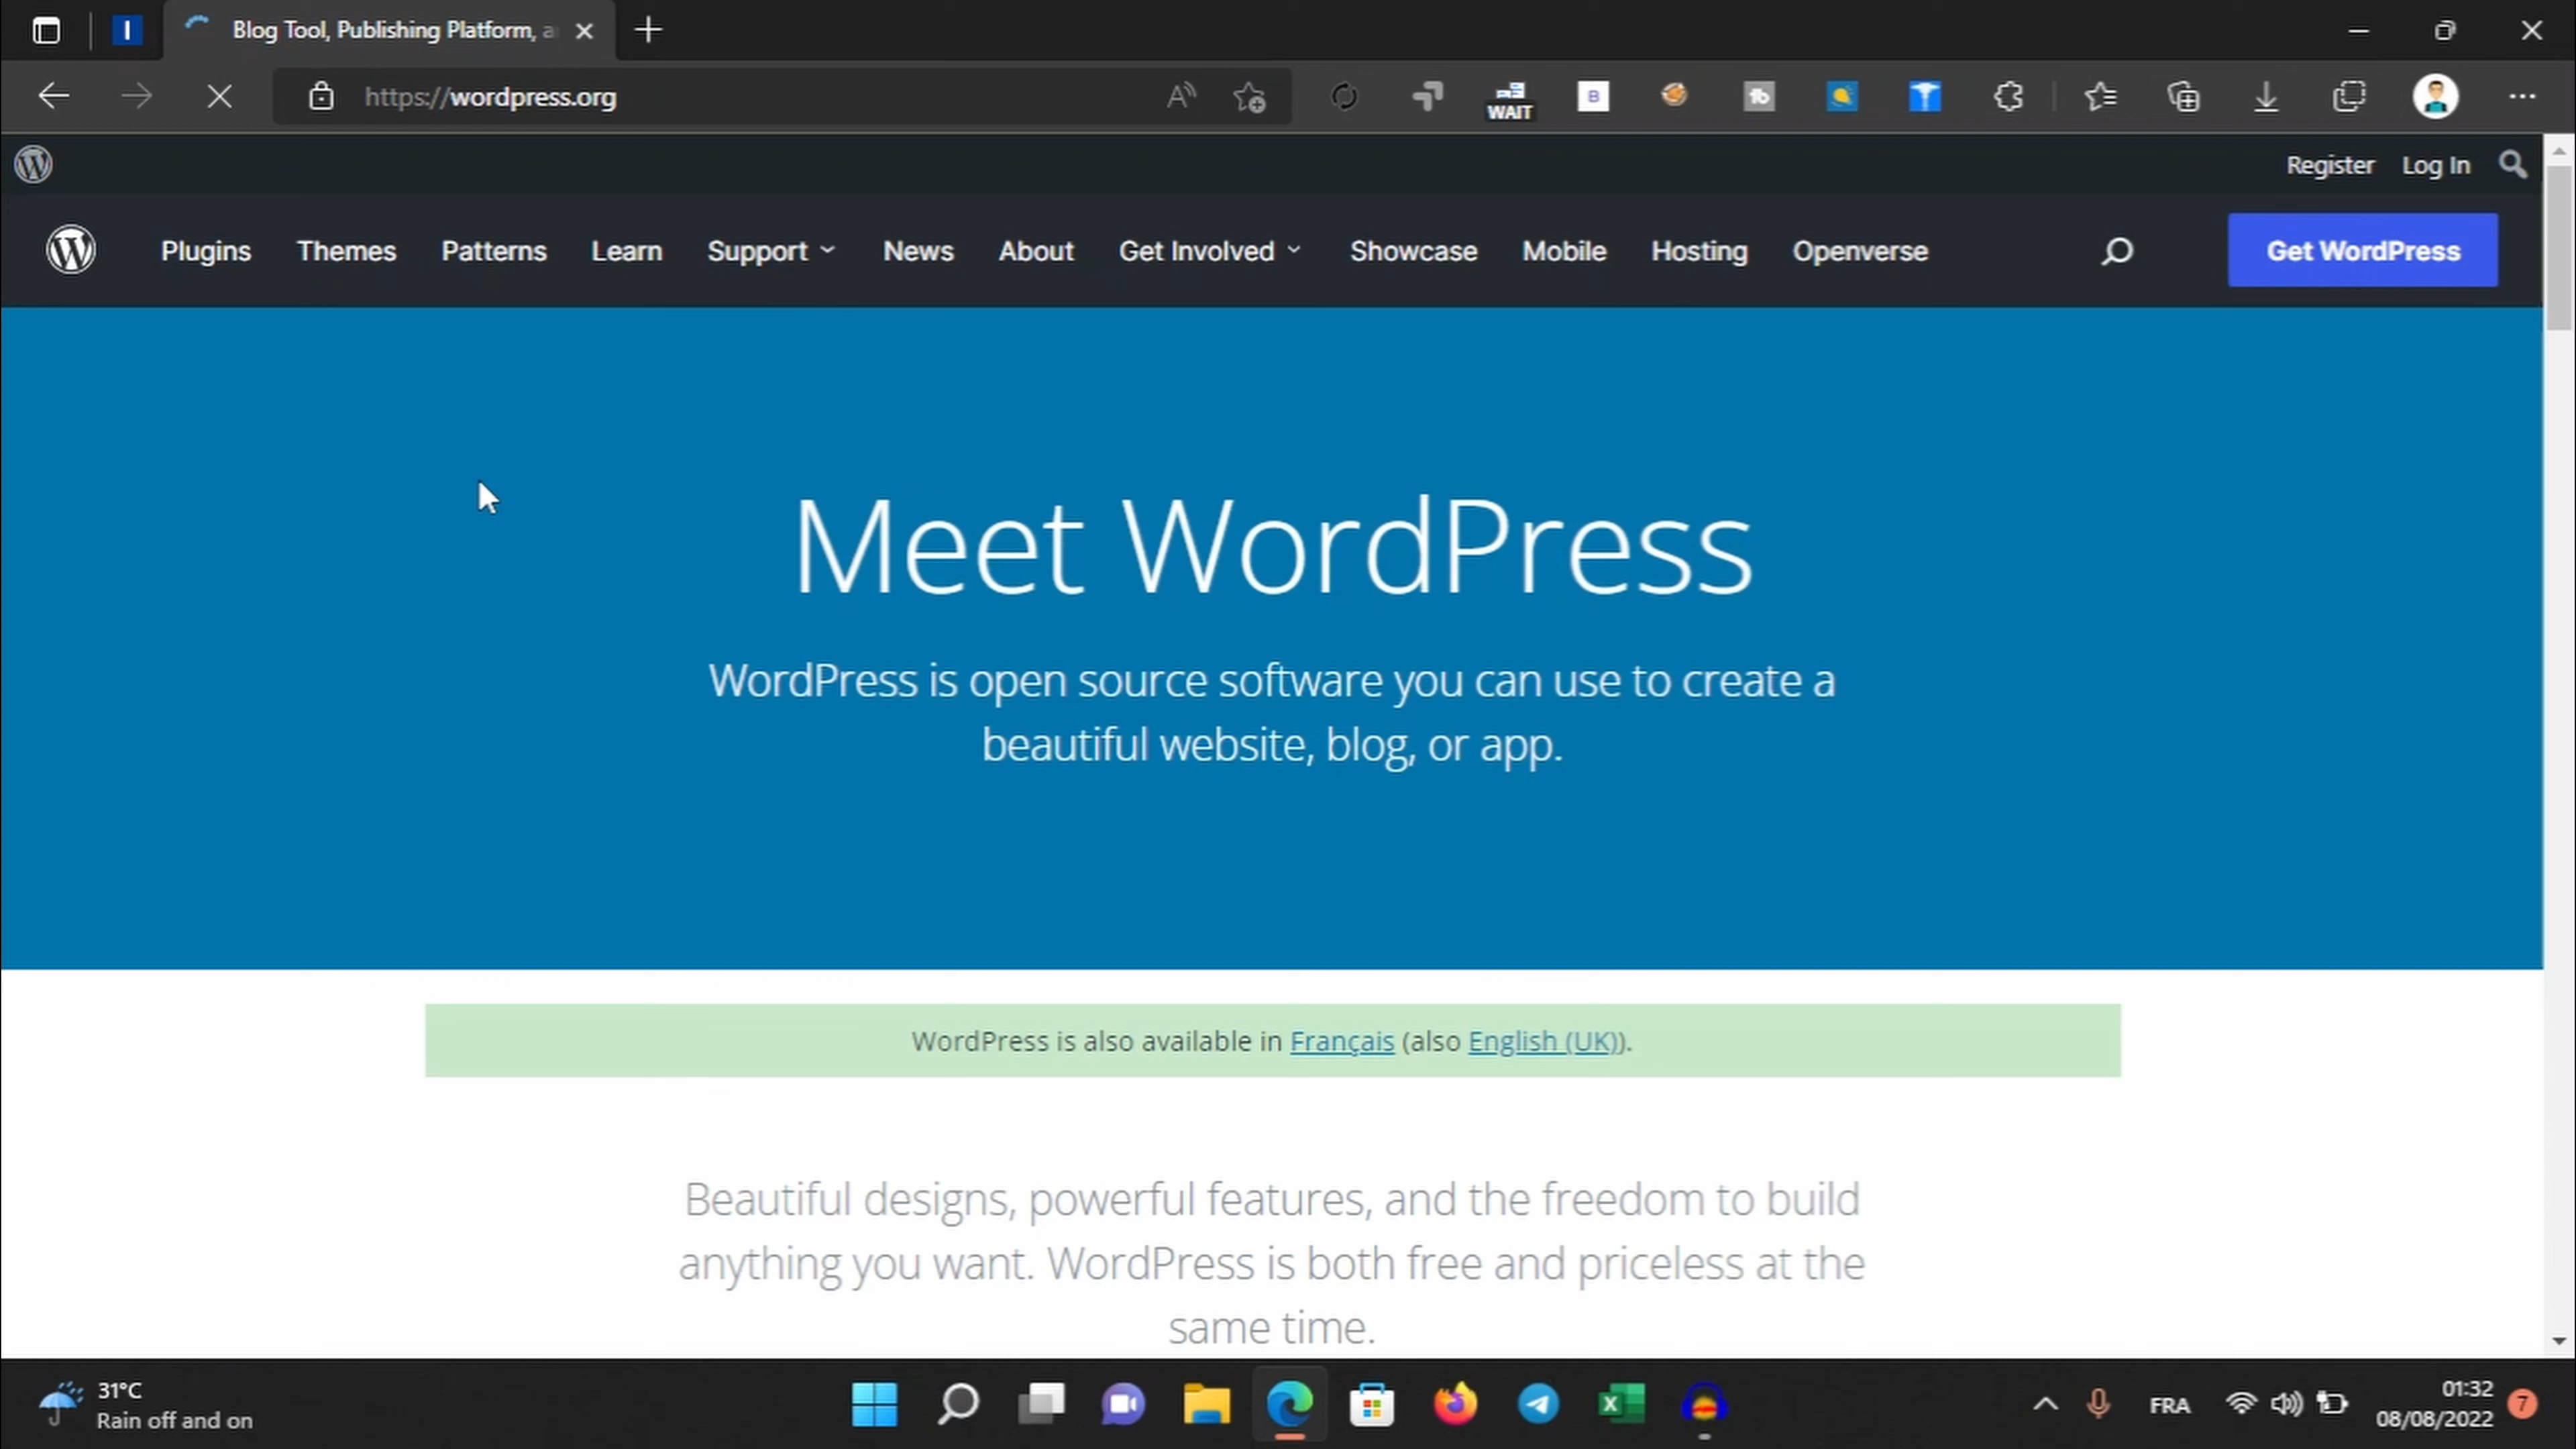 Blog Tool, Publishing Platform, a
https://wordpress.org
WAIT
Register Log In
Plugins Themes Patterns Learn Support News About Get Involved Showcase Mobile Hosting Openverse Get WordPress
Meet WordPress
WordPress is open source software you can use to create a
beautiful website, blog, or app.
WordPress is also available in Français (also English (UK)).
Beautiful designs, powerful features, and the freedom to build
anything you want. WordPress is both free and priceless at the
same time.
31°C
Rain off and on
FRA
01:32
08/08/2022
7